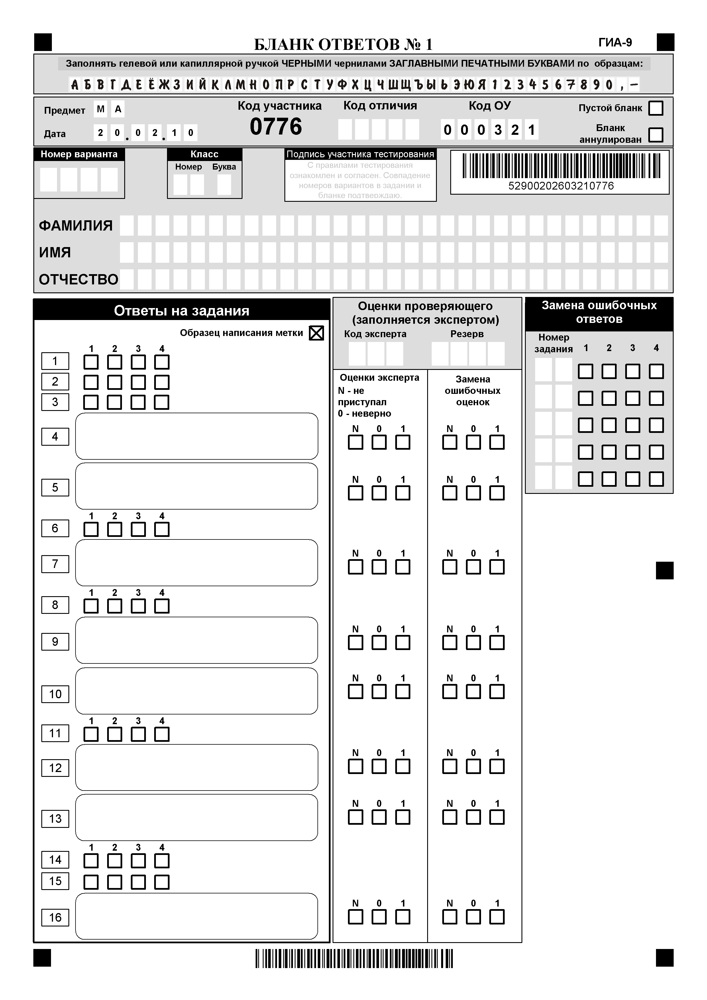 БЛАНК ОТВЕТОВ № 1
ГИА-9
Заполнять гелевой или капиллярной ручкой ЧЕРНЫМИ чернилами ЗАГЛАВНЫМИ ПЕЧАТНЫМИ БУКВАМИ по образцам:
А Б В Г Д Е Ё Ж З И Й К Л М Н О П Р С Т У Ф Х Ц Ч Ш Щ Ъ Ы Ь Э Ю Я 1 2 3 4 5 6 7 8 9 0 , –
Предмет М А
Дата 2 0 . 0 2 . 1 0
Код участника
0776
Код отличия
Код ОУ
0 0 0 3 2 1
Пустой бланк
Бланк
аннулирован
Номер варианта
Класс
Номер Буква
Подпись участника тестирования
С правилами тестирования
ознакомлен и согласен. Совпадение
номеров вариантов в задании и
бланке подтверждаю.
52900202603210776
ФАМИЛИЯ
ИМЯ
ОТЧЕСТВО
Ответы на задания
Образец написания метки
1 2 3 4
1
2
3
4
5
1 2 3 4
6
7
1 2 3 4
8
9
10
1 2 3 4
11
12
13
1 2 3 4
14
15
16
Оценки проверяющего
(заполняется экспертом)
Код эксперта Резерв
Оценки эксперта
N - не
приступал
0 - неверно
Замена
ошибочных
оценок
N 0 1 N 0 1
N 0 1 N 0 1
N 0 1 N 0 1
N 0 1 N 0 1
N 0 1 N 0 1
N 0 1 N 0 1
N 0 1 N 0 1
N 0 1 N 0 1
Замена ошибочных
ответов
Номер
задания 1 2 3 4